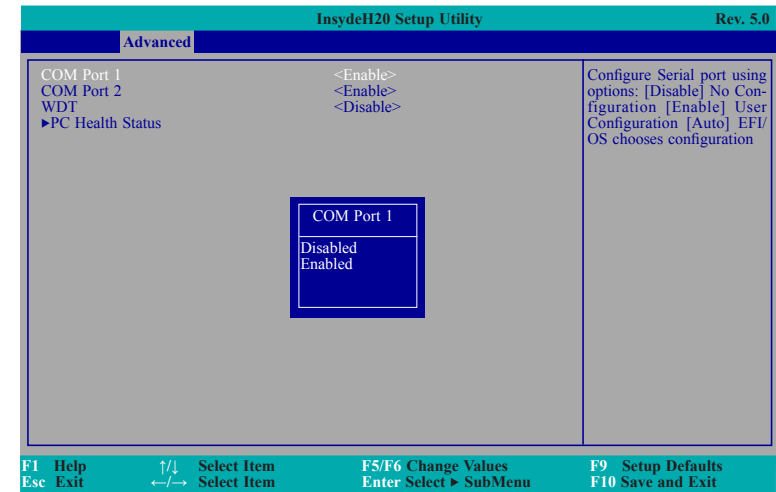 InsydeH20 Setup Utility Rev. 5.0
Advanced
COM Port 1 <Enable>
COM Port 2 <Enable>
WDT <Disable>
►PC Health Status
Configure Serial port using
options: [Disable] No Con-
figuration [Enable] User
Configuration [Auto] EFI/
OS chooses configuration
COM Port 1
Disabled
Enabled
F1 Help ↑/↓ Select Item F5/F6 Change Values F9 Setup Defaults
Esc Exit ←/→ Select Item Enter Select ► SubMenu F10 Save and Exit